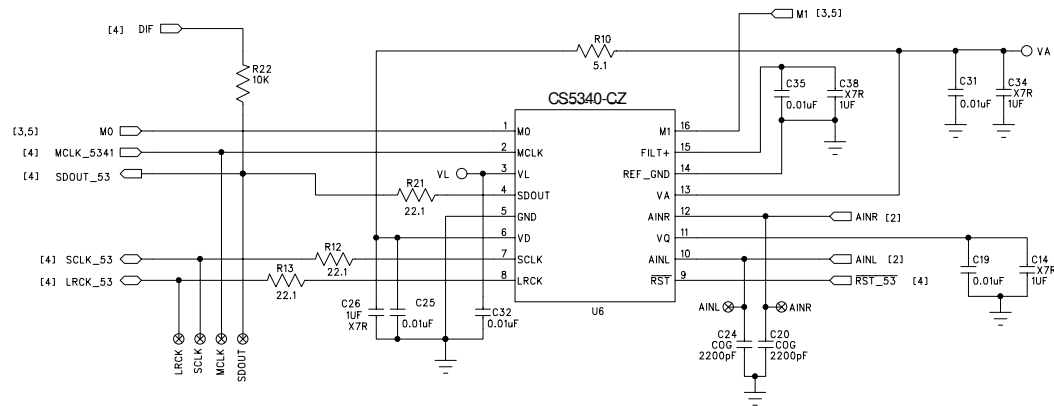 [4] DIF
M1 [3,5]
R10
5.1
VA
R22
10K
C35
0.01uF
C38
X7R
1UF
C31
0.01uF
C34
X7R
1UF
CS5340-CZ
[3,5] M0
1 M0
M1 16
[4] MCLK_5341
2 MCLK
FILT+ 15
[4] SDOUT_53
VL
3 VL
REF_GND 14
R21
22.1
4 SDOUT
VA 13
5 GND
AINR 12
AINR [2]
6 VD
VQ 11
[4] SCLK_53
R12
22.1
7 SCLK
AINL 10
AINL [2]
[4] LRCK_53
R13
22.1
8 LRCK
RST 9
RST_53 [4]
C19
0.01uF
C14
X7R
1UF
C26
1UF
X7R
C25
0.01uF
C32
0.01uF
U6
AINL
AINR
C24
COG
2200pF
C20
COG
2200pF
LRCK
SCLK
MCLK
SDOUT